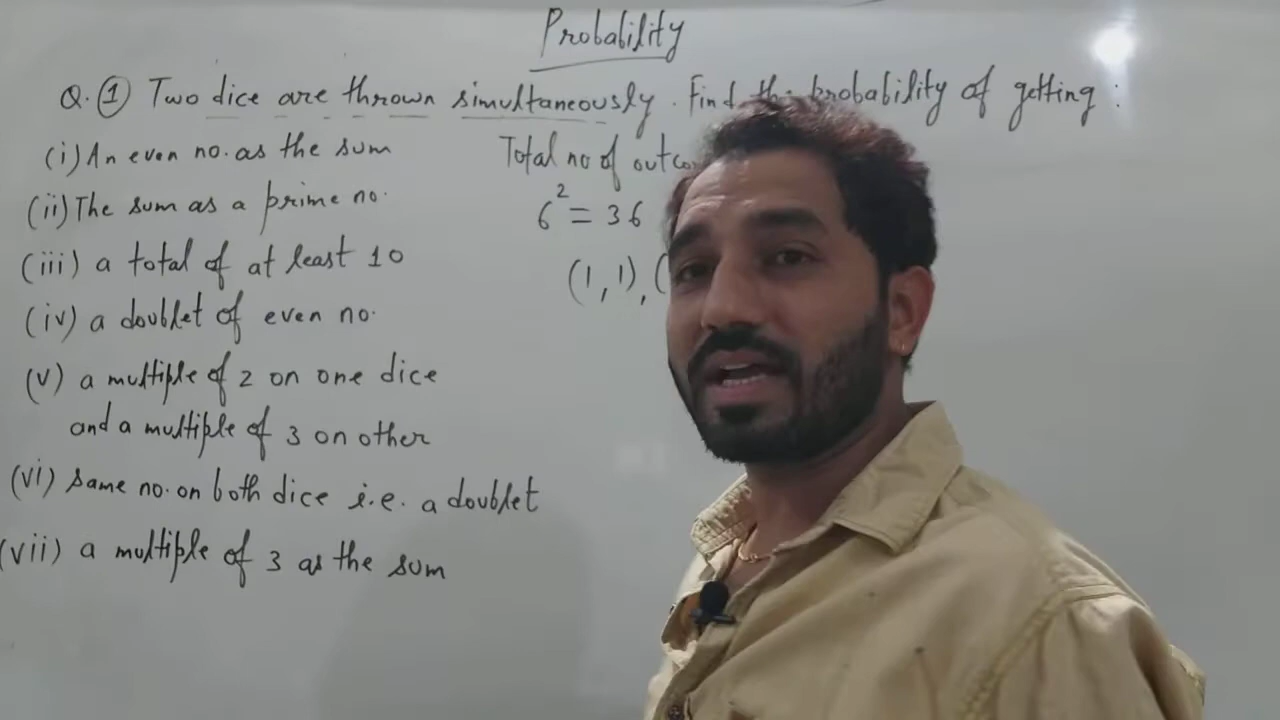 Probability
Q. (1) Two dice are thrown simultaneously. Find the probability of getting :
(i) An even no. as the sum
Total no of
(ii) The sum as a prime no.
6² = 36
(iii) a total of at least 10
(1, 1), (
(iv) a doublet of even no.
(v) a multiple of 2 on one dice
and a multiple of 3 on other
(vi) same no. on both dice i.e. a doublet
(vii) a multiple of 3 as the sum